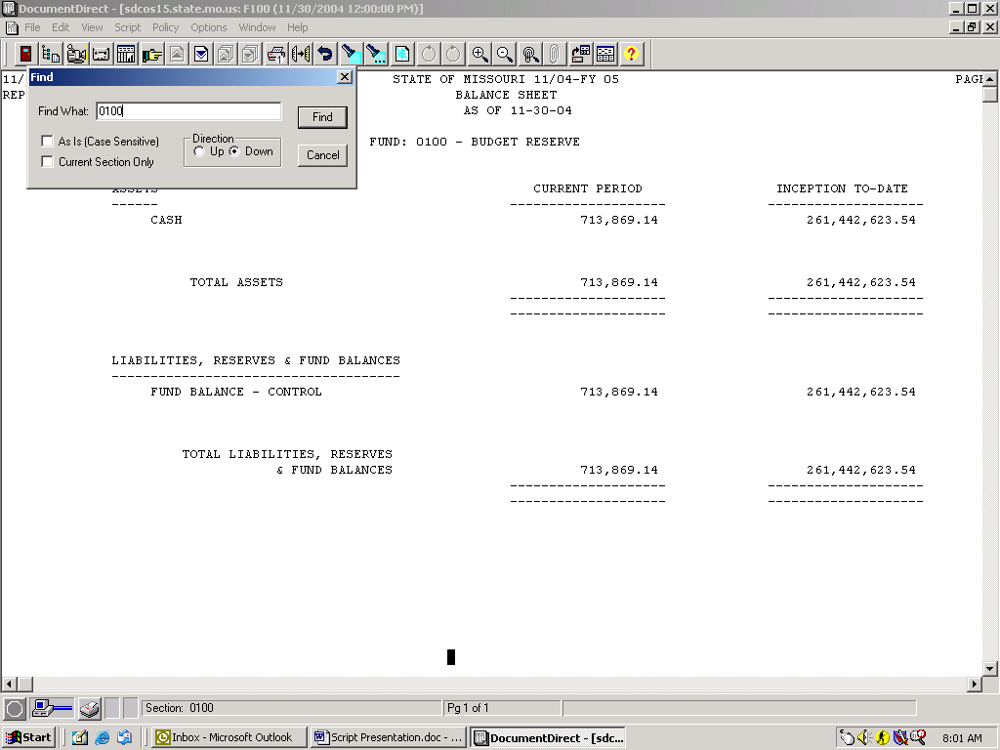 DocumentDirect - [sdcos15.state.mo.us: F100 (11/30/2004 12:00:00 PM)]
File Edit View Script Policy Options Window Help
11/ STATE OF MISSOURI 11/04-FY 05 PAGE
REP BALANCE SHEET
AS OF 11-30-04
Find
Find What: 0100
Find
As Is (Case Sensitive)
Current Section Only
Direction
Up Down
Cancel
FUND: 0100 - BUDGET RESERVE
ASSETS CURRENT PERIOD INCEPTION TO-DATE
------ -------------------- --------------------
CASH 713,869.14 261,442,623.54
TOTAL ASSETS 713,869.14 261,442,623.54
-------------------- --------------------
-------------------- --------------------
LIABILITIES, RESERVES & FUND BALANCES
-------------------------------------
FUND BALANCE - CONTROL 713,869.14 261,442,623.54
TOTAL LIABILITIES, RESERVES
& FUND BALANCES 713,869.14 261,442,623.54
-------------------- --------------------
-------------------- --------------------
Section: 0100 Pg 1 of 1
Start Inbox - Microsoft Outlook Script Presentation.doc - ... DocumentDirect - [sdc... 8:01 AM